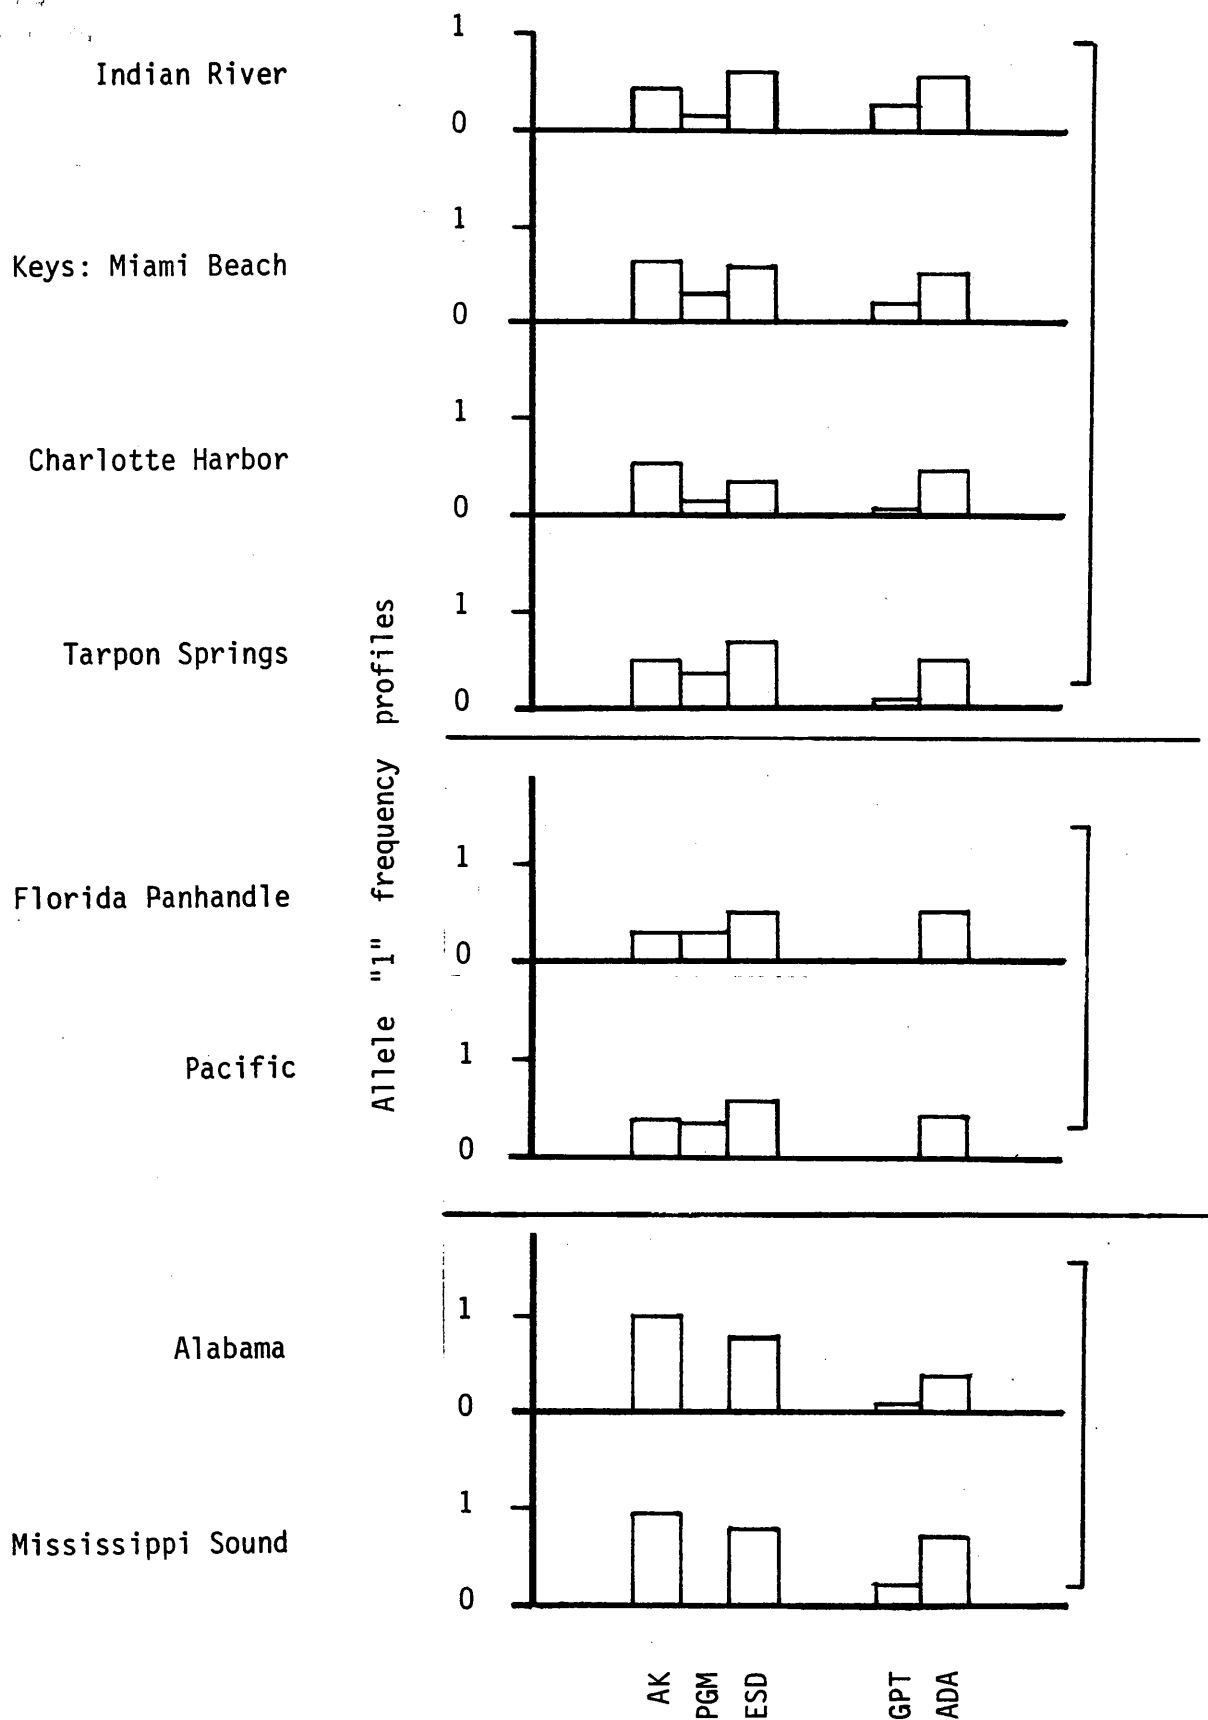 1
Indian River
0
1
Keys: Miami Beach
0
1
Charlotte Harbor
0
1
Tarpon Springs
0
Allele "1" frequency profiles
1
Florida Panhandle
0
1
Pacific
0
1
Alabama
0
1
Mississippi Sound
0
AK PGM ESD GPT ADA